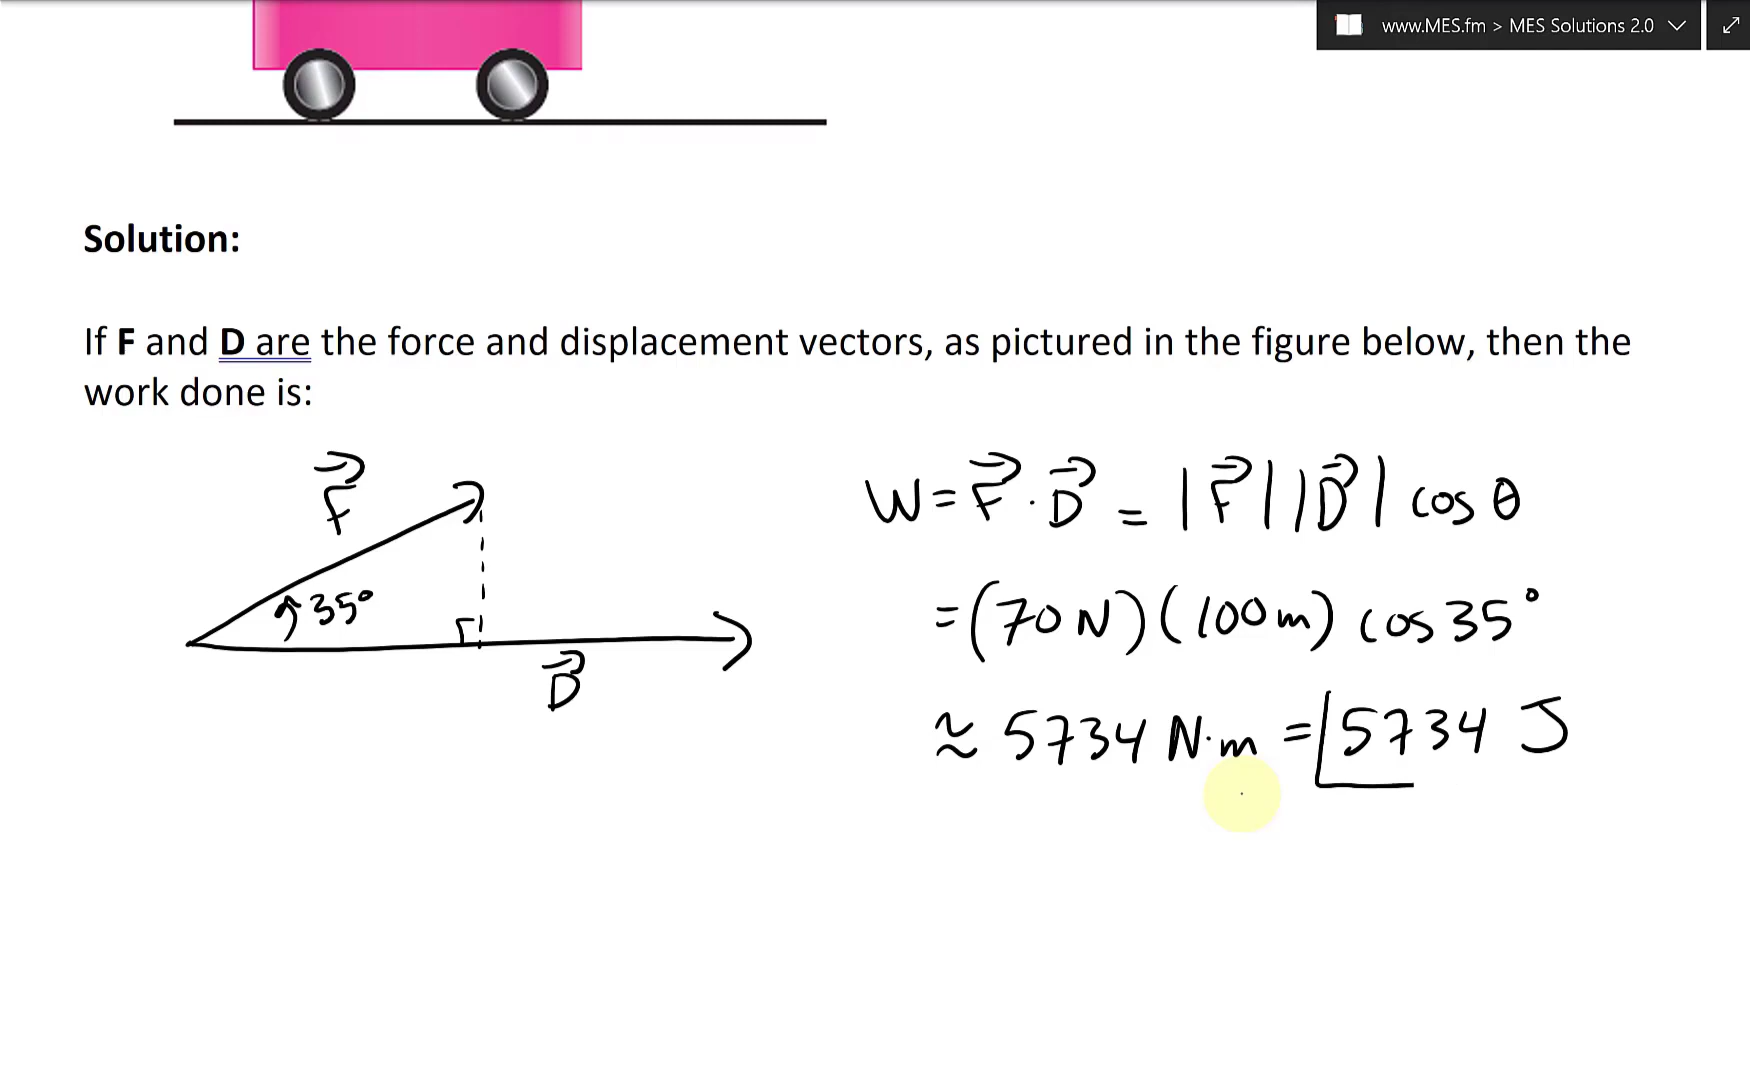 www.MES.fm > MES Solutions 2.0
Solution:
If F and D are the force and displacement vectors, as pictured in the figure below, then the
work done is:
F⃗
35°
D⃗
W = F⃗ · D⃗ = |F⃗| |D⃗| cos θ
= (70 N) (100 m) cos 35°
≈ 5734 N·m = 5734 J